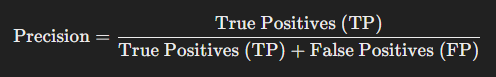 Precision = True Positives (TP) / True Positives (TP) + False Positives (FP)